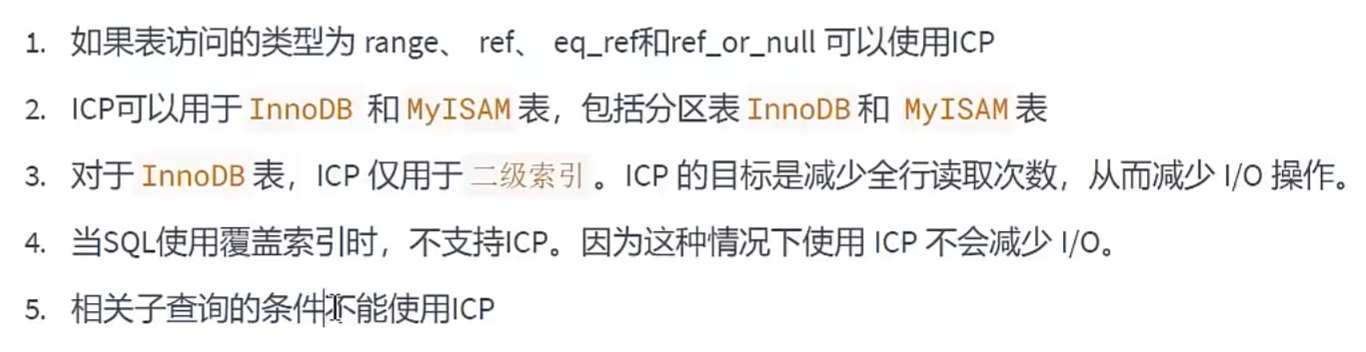 1. 如果表访问的类型为 range、 ref、 eq_ref和ref_or_null 可以使用ICP
2. ICP可以用于 InnoDB 和 MyISAM 表，包括分区表 InnoDB 和 MyISAM 表
3. 对于 InnoDB 表，ICP 仅用于 二级索引 。ICP 的目标是减少全行读取次数，从而减少 I/O 操作。
4. 当SQL使用覆盖索引时，不支持ICP。因为这种情况下使用 ICP 不会减少 I/O。
5. 相关子查询的条件不能使用ICP